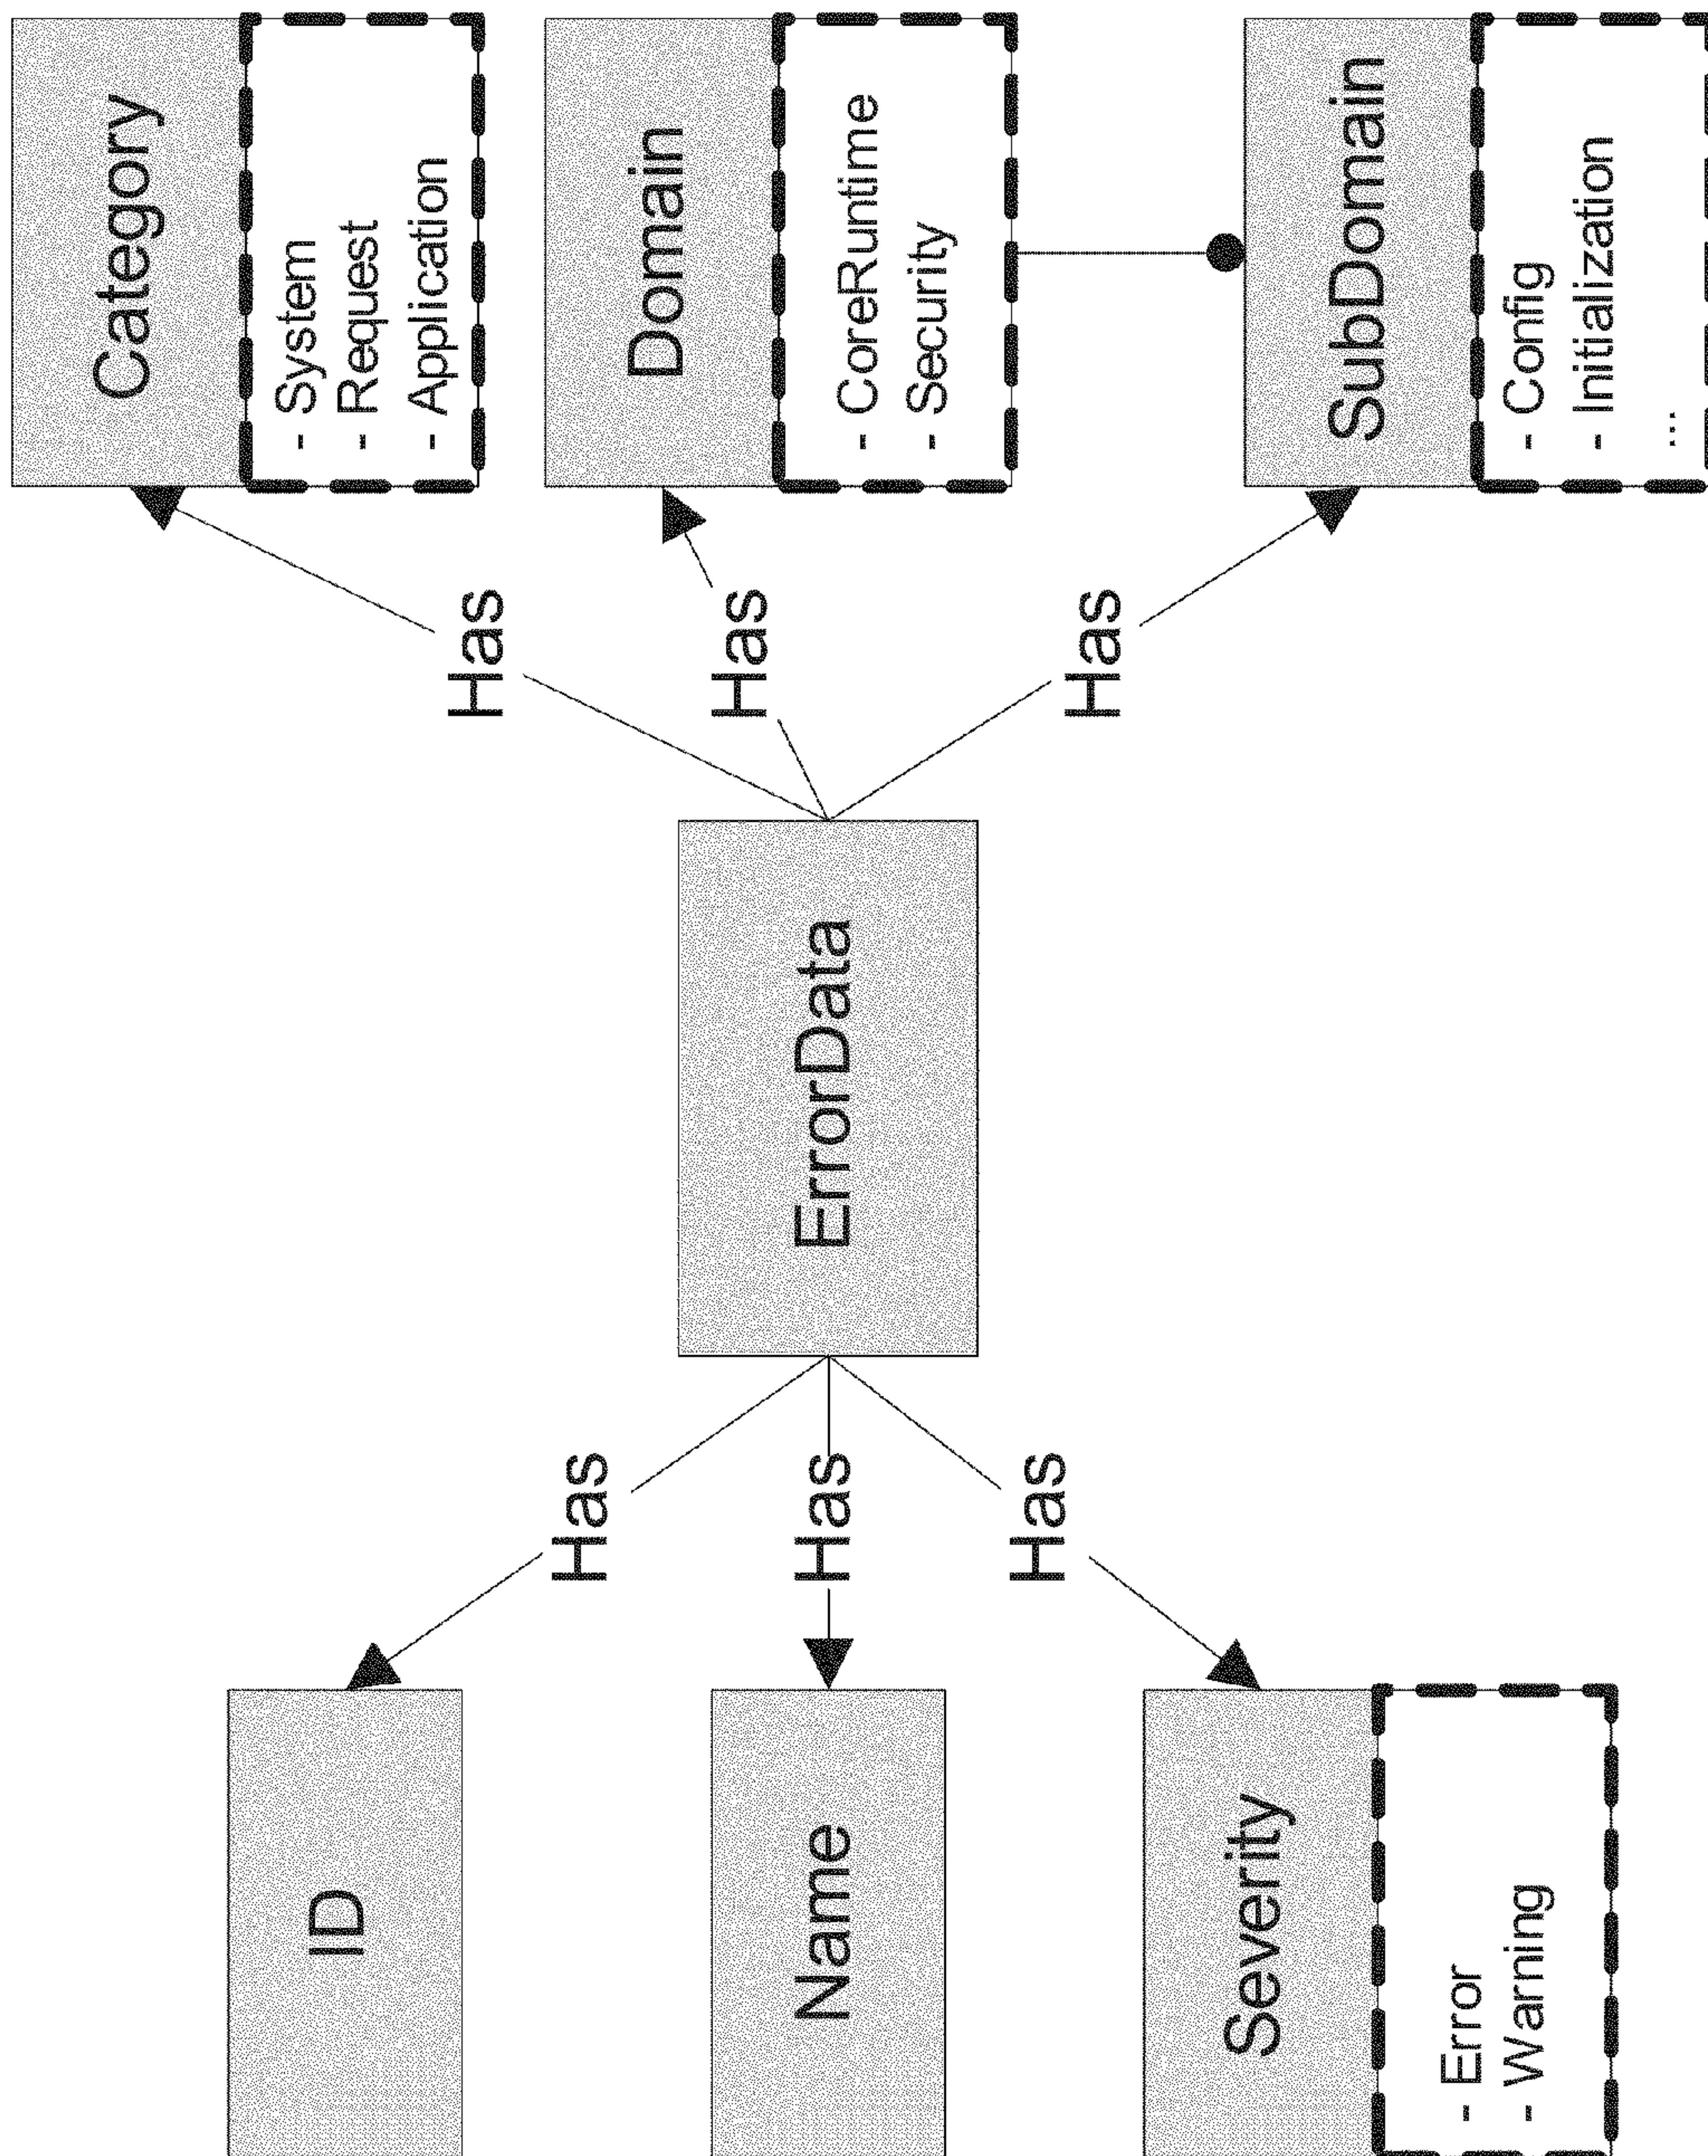 ID
Name
Severity
- Error
- Warning
Has
Has
Has
ErrorData
Has
Has
Has
Category
- System
- Request
- Application
Domain
- CoreRuntime
- Security
SubDomain
- Config
- Initialization
...